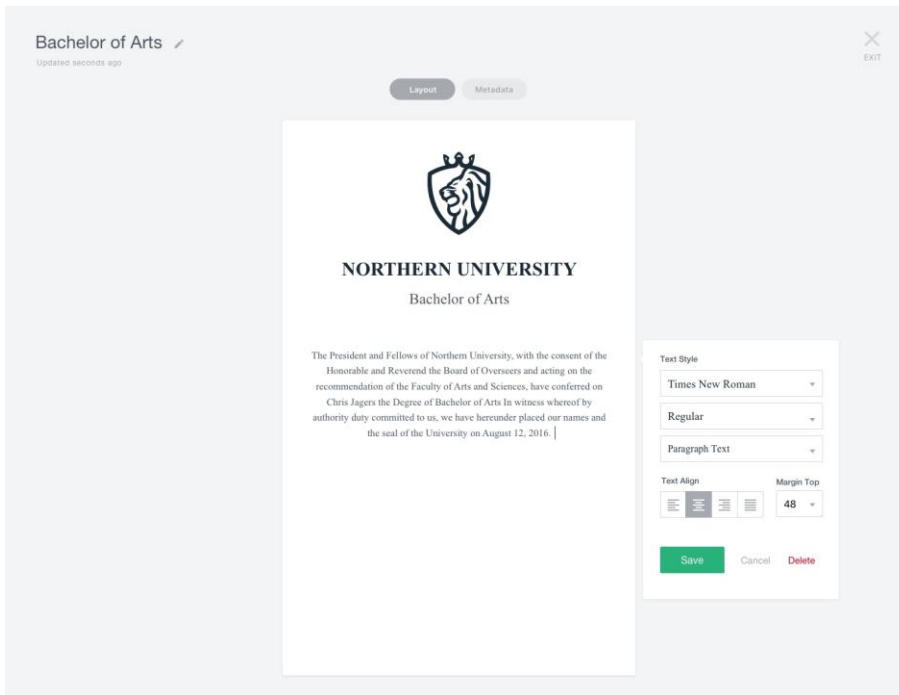 Bachelor of Arts
Updated seconds ago
EXIT
Layout
Metadata
NORTHERN UNIVERSITY
Bachelor of Arts
The President and Fellows of Northern University, with the consent of the
Honorable and Reverend the Board of Overseers and acting on the
recommendation of the Faculty of Arts and Sciences, have conferred on
Chris Jagers the Degree of Bachelor of Arts In witness whereof by
authority duty committed to us, we have hereunder placed our names and
the seal of the University on August 12, 2016.
Text Style
Times New Roman
Regular
Paragraph Text
Text Align
Margin Top
48
Save
Cancel
Delete